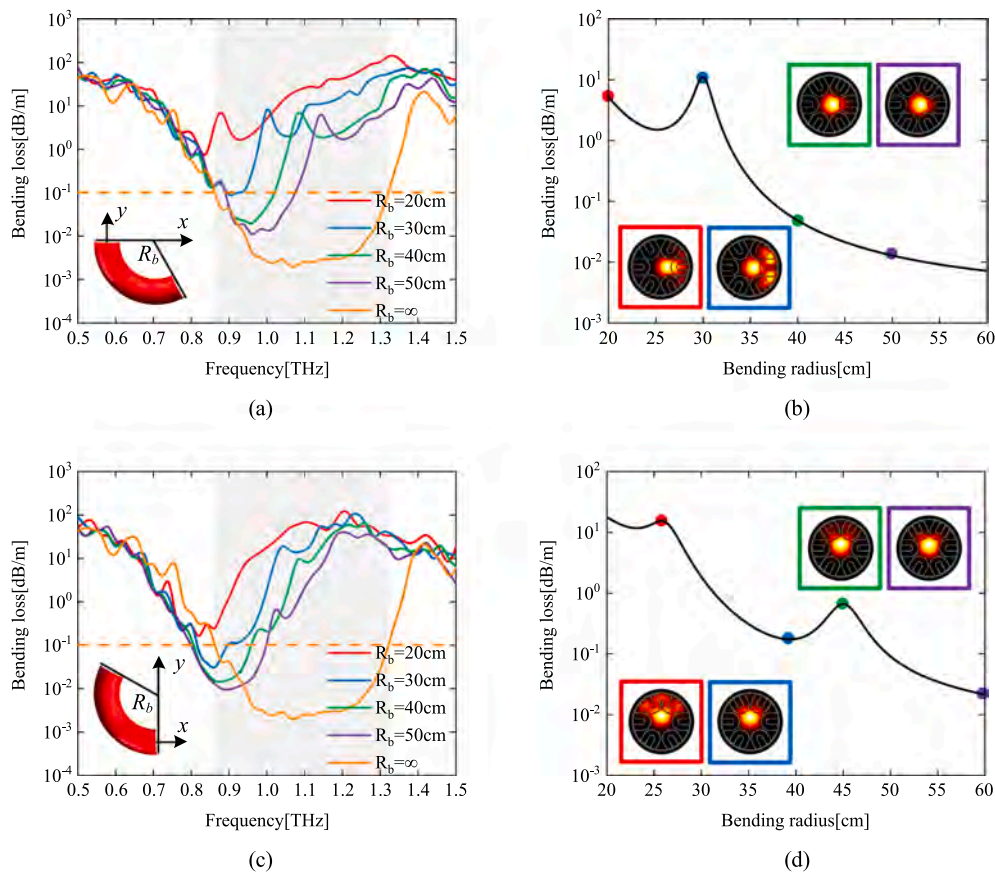 Bending loss[dB/m]
10³
10²
10¹
10⁰
10⁻¹
10⁻²
10⁻³
10⁻⁴
y
x
R_b
R_b=20cm
R_b=30cm
R_b=40cm
R_b=50cm
R_b=∞
0.5 0.6 0.7 0.8 0.9 1.0 1.1 1.2 1.3 1.4 1.5
Frequency[THz]
(a)
Bending loss[dB/m]
10²
10¹
10⁰
10⁻¹
10⁻²
10⁻³
20 25 30 35 40 45 50 55 60
Bending radius[cm]
(b)
Bending loss[dB/m]
10³
10²
10¹
10⁰
10⁻¹
10⁻²
10⁻³
10⁻⁴
y
R_b
x
R_b=20cm
R_b=30cm
R_b=40cm
R_b=50cm
R_b=∞
0.5 0.6 0.7 0.8 0.9 1.0 1.1 1.2 1.3 1.4 1.5
Frequency[THz]
(c)
Bending loss[dB/m]
10²
10¹
10⁰
10⁻¹
10⁻²
10⁻³
20 25 30 35 40 45 50 55 60
Bending radius[cm]
(d)